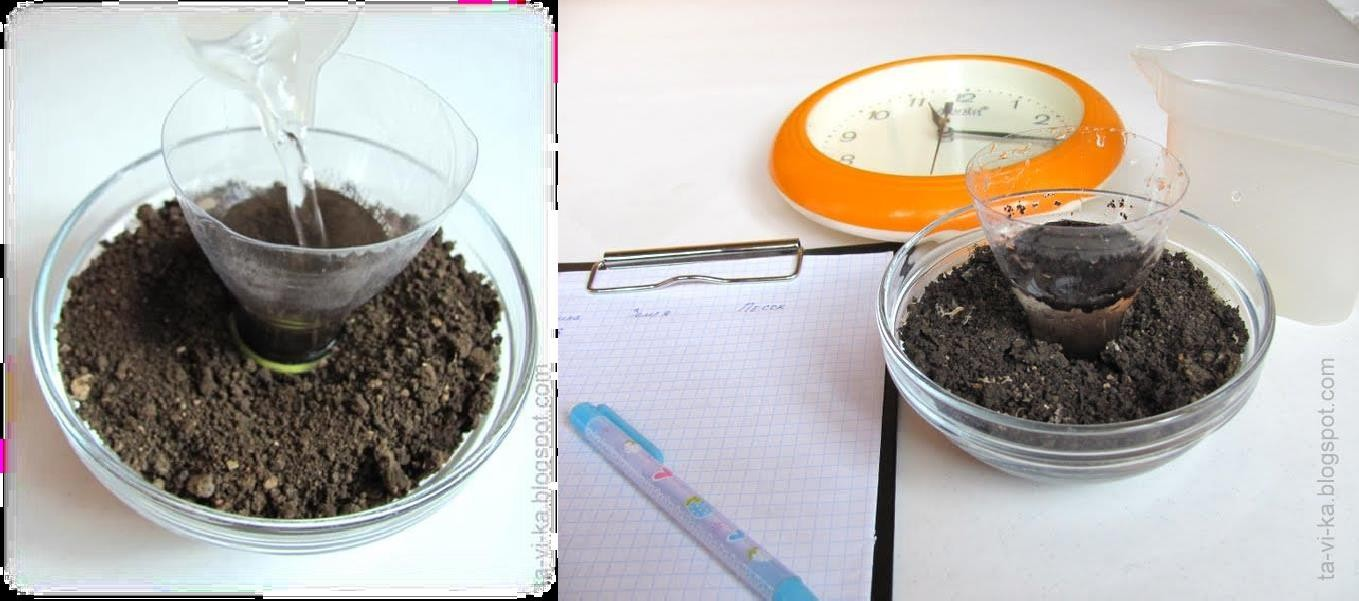 ta-vi-ka.blogspot.com
11 12 1
10 2
9
8
Земля Песок
ta-vi-ka.blogspot.com